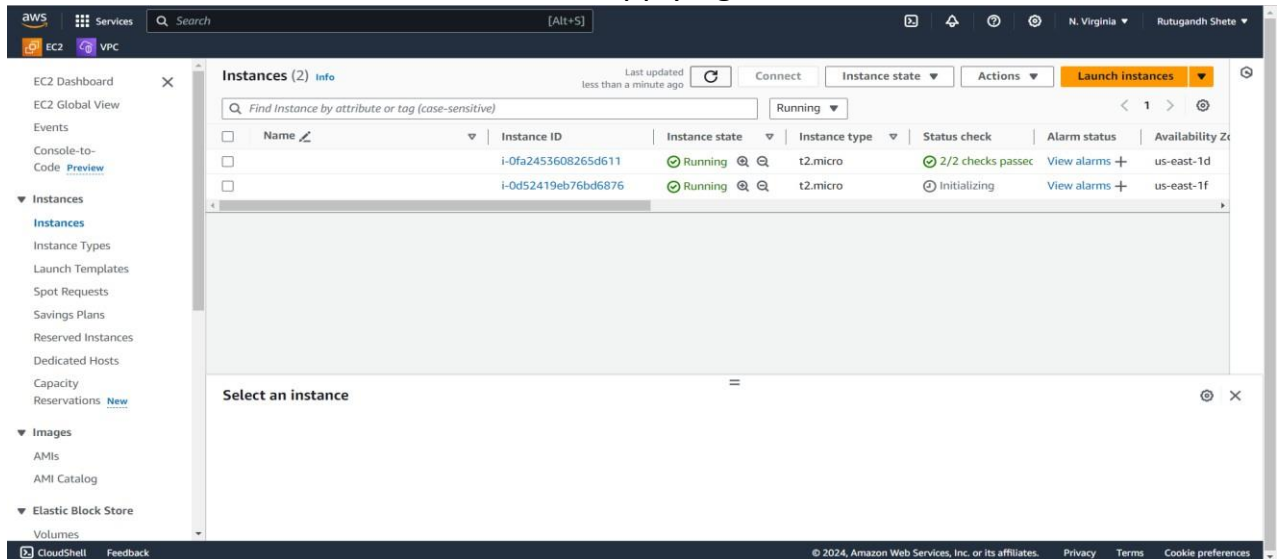 aws Services Search [Alt+S] N. Virginia ▼ Rutugandh Shete ▼
EC2 VPC
EC2 Dashboard
EC2 Global View
Events
Console-to-
Code Preview
▼ Instances
Instances
Instance Types
Launch Templates
Spot Requests
Savings Plans
Reserved Instances
Dedicated Hosts
Capacity
Reservations New
▼ Images
AMIs
AMI Catalog
▼ Elastic Block Store
Volumes
Instances (2) Info
Last updated
less than a minute ago
Connect Instance state ▼ Actions ▼ Launch instances ▼
Find Instance by attribute or tag (case-sensitive) Running ▼ < 1 >
Name Instance ID Instance state Instance type Status check Alarm status Availability Zo
i-0fa2453608265d611 Running t2.micro 2/2 checks passec View alarms + us-east-1d
i-0d52419eb76bd6876 Running t2.micro Initializing View alarms + us-east-1f
Select an instance
CloudShell Feedback © 2024, Amazon Web Services, Inc. or its affiliates. Privacy Terms Cookie preferences